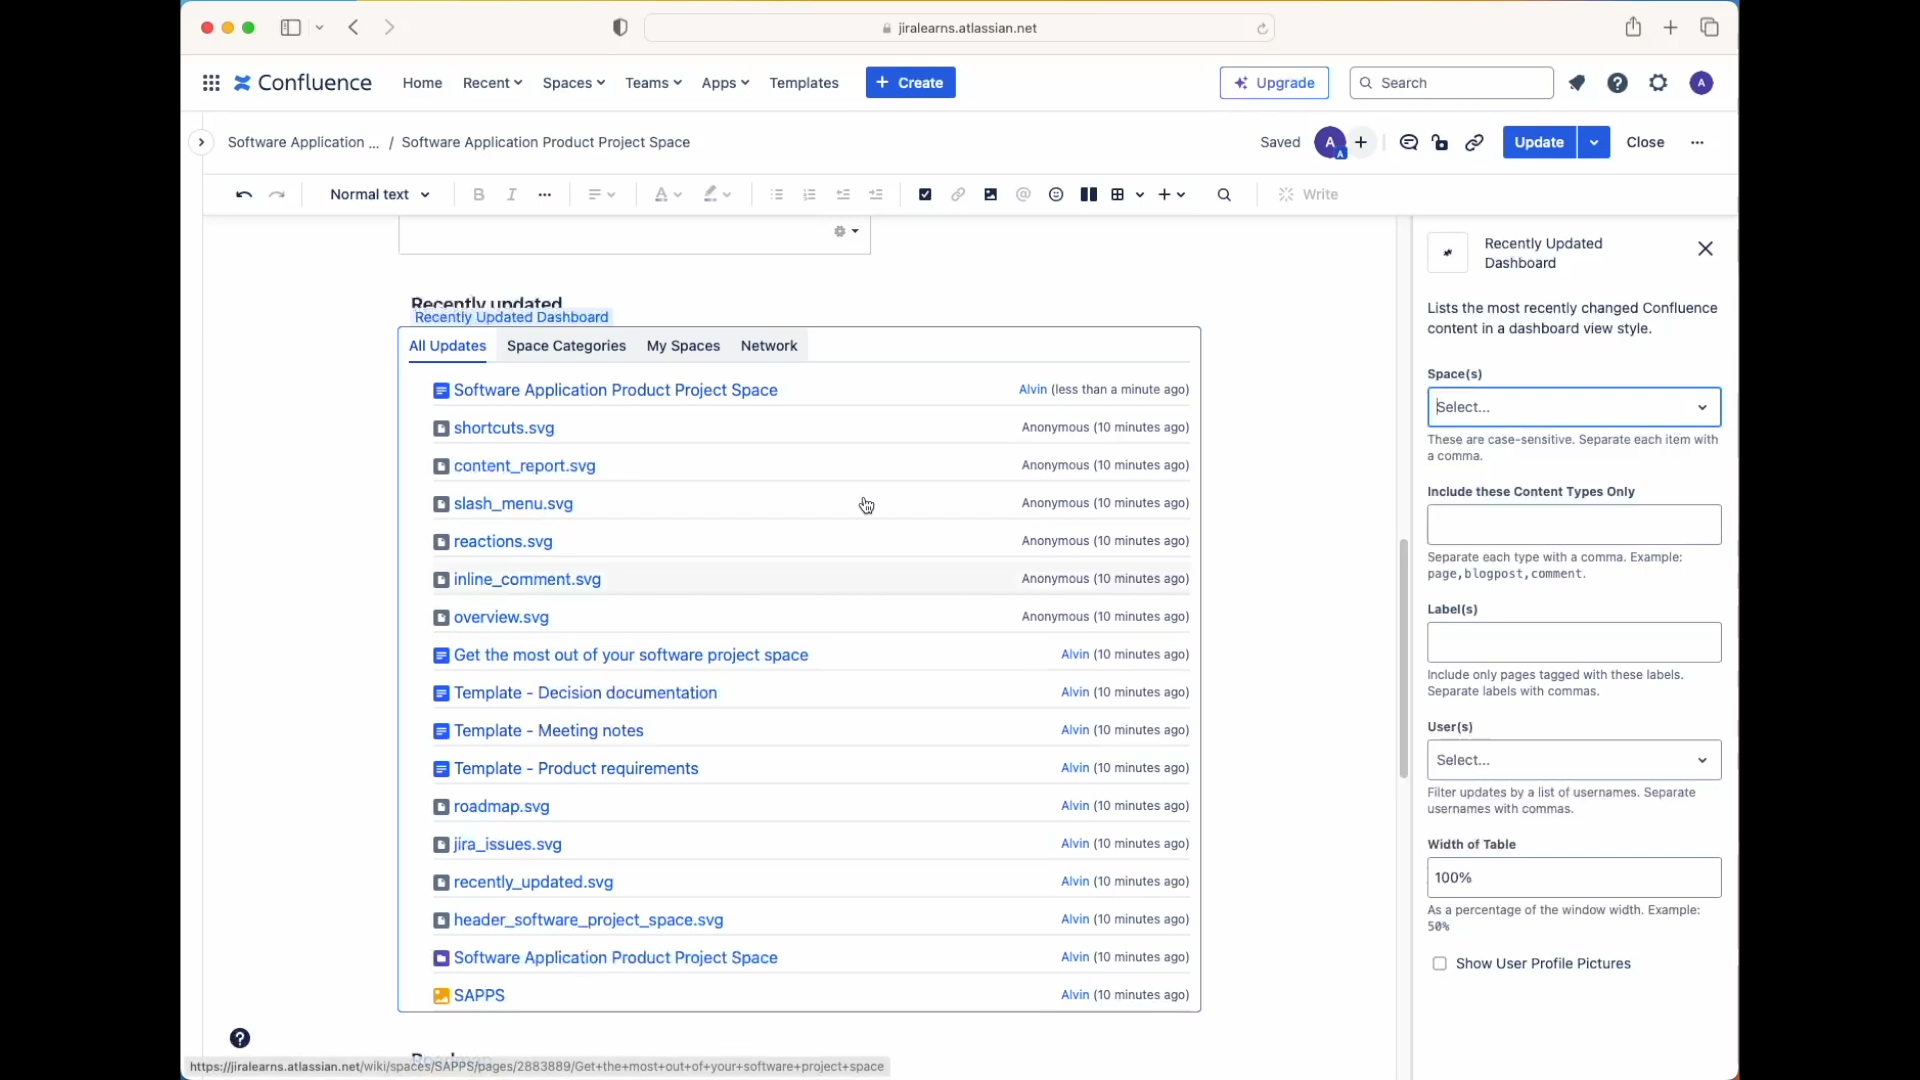 jiralearns.atlassian.net
Confluence Home Recent Spaces Teams Apps Templates + Create Upgrade Search A
Software Application ... / Software Application Product Project Space Saved A A Update Close
Normal text B I A Write
Recently updated
Recently Updated Dashboard
All Updates Space Categories My Spaces Network
Software Application Product Project Space Alvin (less than a minute ago)
shortcuts.svg Anonymous (10 minutes ago)
content_report.svg Anonymous (10 minutes ago)
slash_menu.svg Anonymous (10 minutes ago)
reactions.svg Anonymous (10 minutes ago)
inline_comment.svg Anonymous (10 minutes ago)
overview.svg Anonymous (10 minutes ago)
Get the most out of your software project space Alvin (10 minutes ago)
Template - Decision documentation Alvin (10 minutes ago)
Template - Meeting notes Alvin (10 minutes ago)
Template - Product requirements Alvin (10 minutes ago)
roadmap.svg Alvin (10 minutes ago)
jira_issues.svg Alvin (10 minutes ago)
recently_updated.svg Alvin (10 minutes ago)
header_software_project_space.svg Alvin (10 minutes ago)
Software Application Product Project Space Alvin (10 minutes ago)
SAPPS Alvin (10 minutes ago)
Roadmap
https://jiralearns.atlassian.net/wiki/spaces/SAPPS/pages/2883889/Get+the+most+out+of+your+software+project+space
Recently Updated
Dashboard
Lists the most recently changed Confluence
content in a dashboard view style.
Space(s)
Select...
These are case-sensitive. Separate each item with
a comma.
Include these Content Types Only
Separate each type with a comma. Example:
page,blogpost,comment.
Label(s)
Include only pages tagged with these labels.
Separate labels with commas.
User(s)
Select...
Filter updates by a list of usernames. Separate
usernames with commas.
Width of Table
100%
As a percentage of the window width. Example:
50%
Show User Profile Pictures